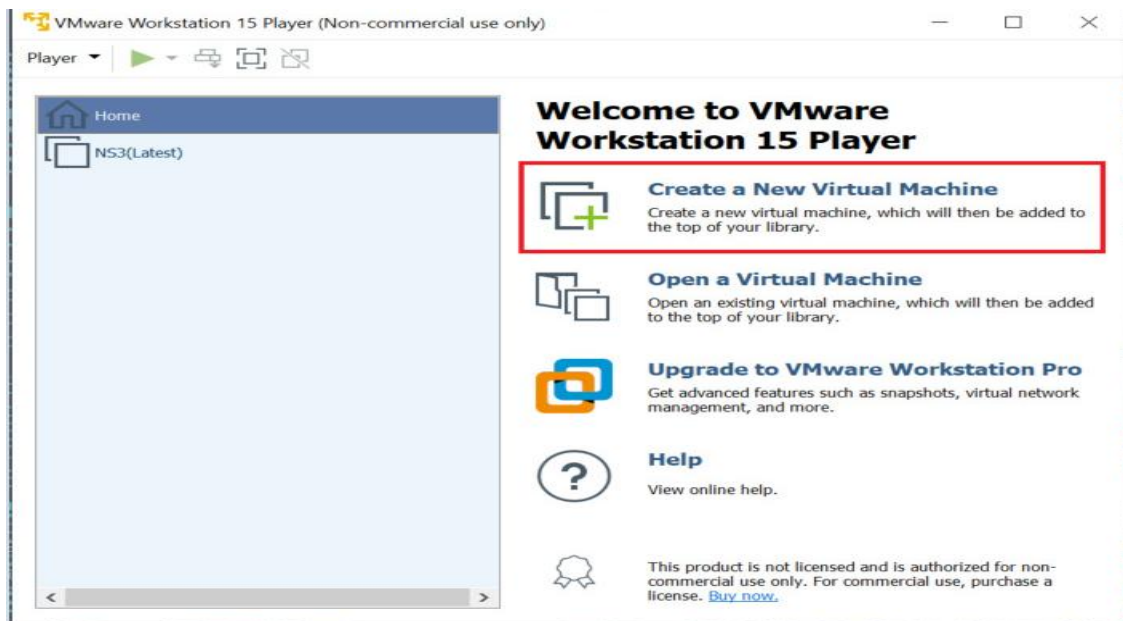 VMware Workstation 15 Player (Non-commercial use only)
Player
Home
NS3(Latest)
Welcome to VMware
Workstation 15 Player
Create a New Virtual Machine
Create a new virtual machine, which will then be added to
the top of your library.
Open a Virtual Machine
Open an existing virtual machine, which will then be added
to the top of your library.
Upgrade to VMware Workstation Pro
Get advanced features such as snapshots, virtual network
management, and more.
Help
View online help.
This product is not licensed and is authorized for non-
commercial use only. For commercial use, purchase a
license. Buy now.